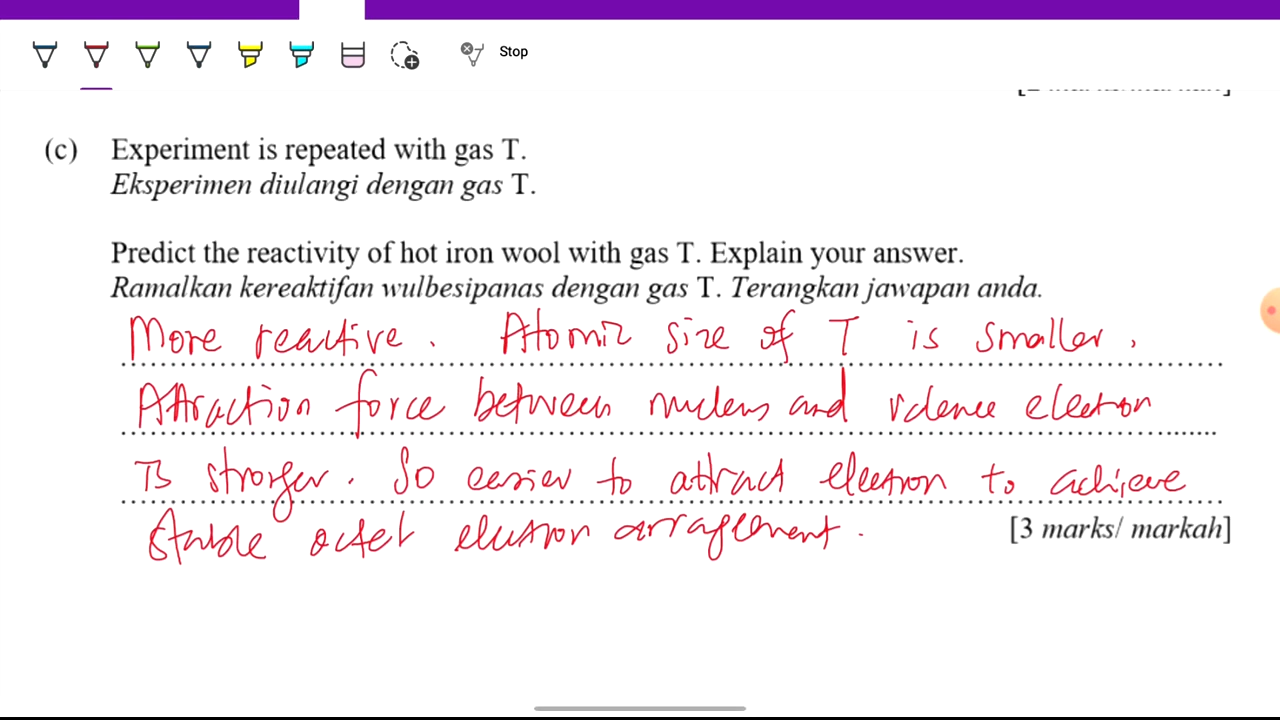 Stop
(c) Experiment is repeated with gas T.
Eksperimen diulangi dengan gas T.
Predict the reactivity of hot iron wool with gas T. Explain your answer.
Ramalkan kereaktifan wulbesipanas dengan gas T. Terangkan jawapan anda.
More reactive. Atomic size of T is smaller,
Attraction force between nucleus and valence electron
is stronger. So easier to attract electron to achieve
stable octet electron arragement.
[3 marks/ markah]